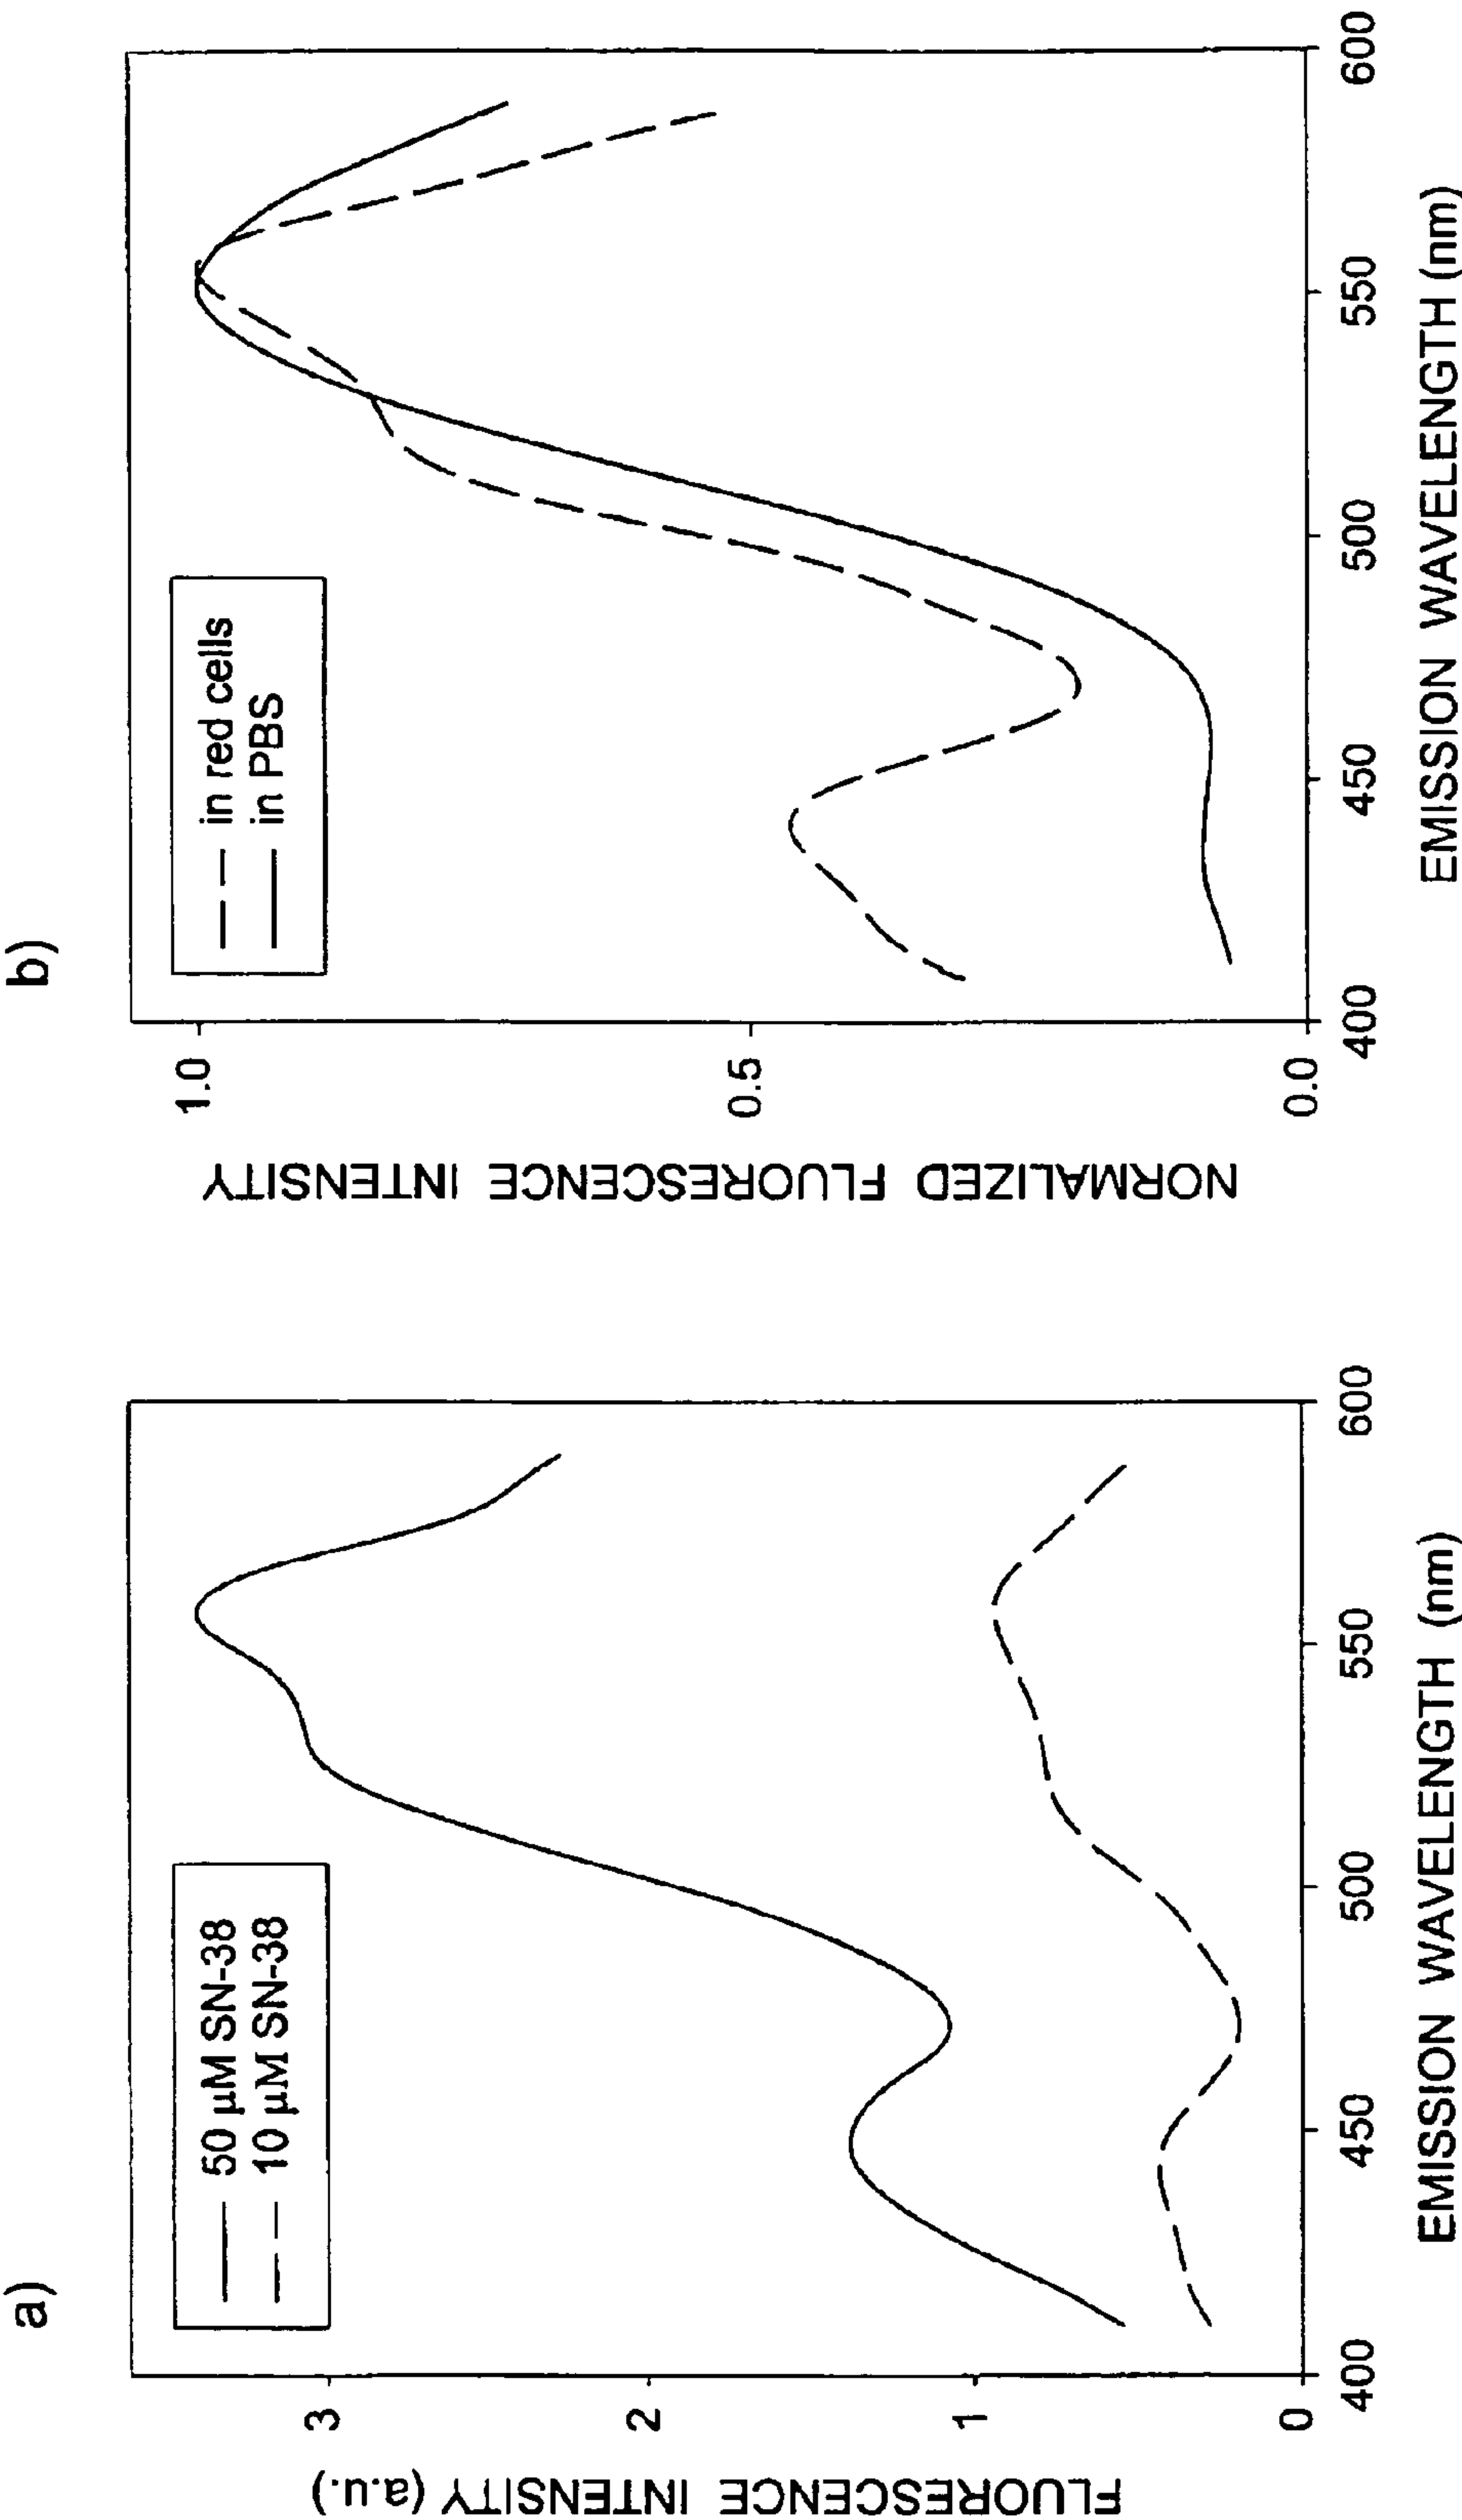 a)
50 µM SN-38
10 µM SN-38
FLUORESCENCE INTENSITY (a.u.)
3
2
1
0
400
450
500
550
600
EMISSION WAVELENGTH (nm)
b)
in red cells
in PBS
NORMALIZED FLUORESCENCE INTENSITY
1.0
0.5
0.0
400
450
500
550
600
EMISSION WAVELENGTH (nm)